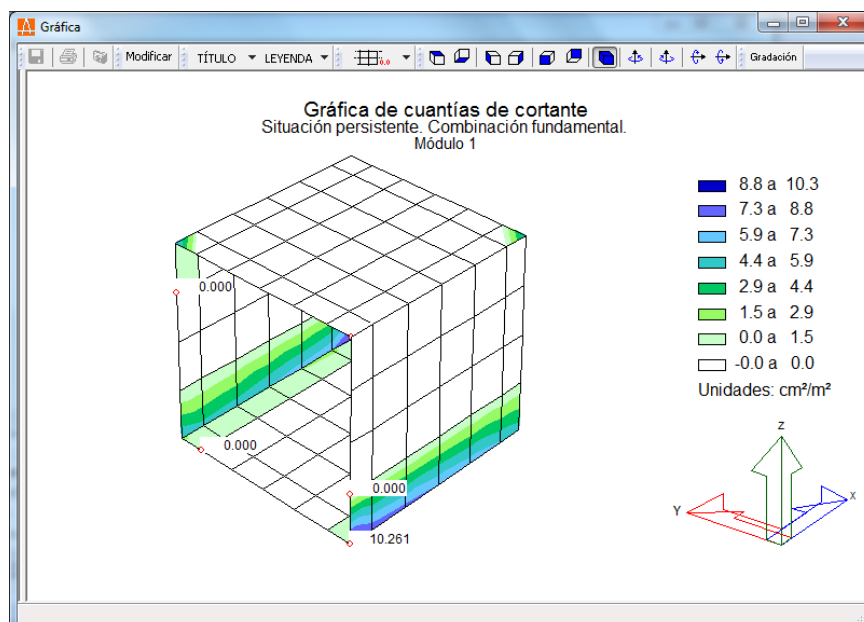 Gráfica
Modificar TÍTULO LEYENDA 0.0 Gradación
Gráfica de cuantías de cortante
Situación persistente. Combinación fundamental.
Módulo 1
8.8 a 10.3
7.3 a 8.8
5.9 a 7.3
4.4 a 5.9
2.9 a 4.4
1.5 a 2.9
0.0 a 1.5
-0.0 a 0.0
Unidades: cm²/m²
0.000
0.000
0.000
10.261
Z
Y
X